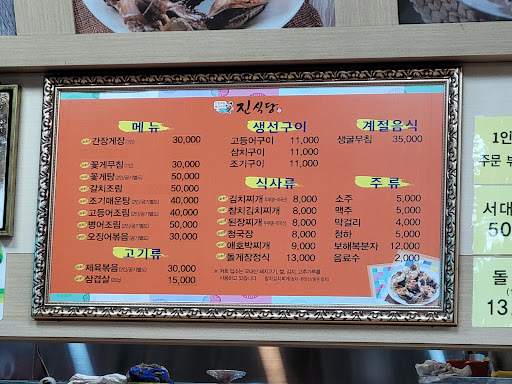 진식당
메뉴
간장게장 30,000
꽃게무침 30,000
꽃게탕 50,000
갈치조림 50,000
조기매운탕 40,000
고등어조림 40,000
병어조림 50,000
오징어볶음 30,000
고기류
제육볶음 30,000
삼겹살 15,000
생선구이
고등어구이 11,000
삼치구이 11,000
조기구이 11,000
식사류
김치찌개 8,000
참치김치찌개 8,000
된장찌개 8,000
청국장 8,000
애호박찌개 9,000
돌게장정식 13,000
계절음식
생굴무침 35,000
주류
소주 5,000
맥주 5,000
막걸리 4,000
청하 5,000
보해복분자 12,000
음료수 2,000
1인
주문 부
서대
50
돌
13,